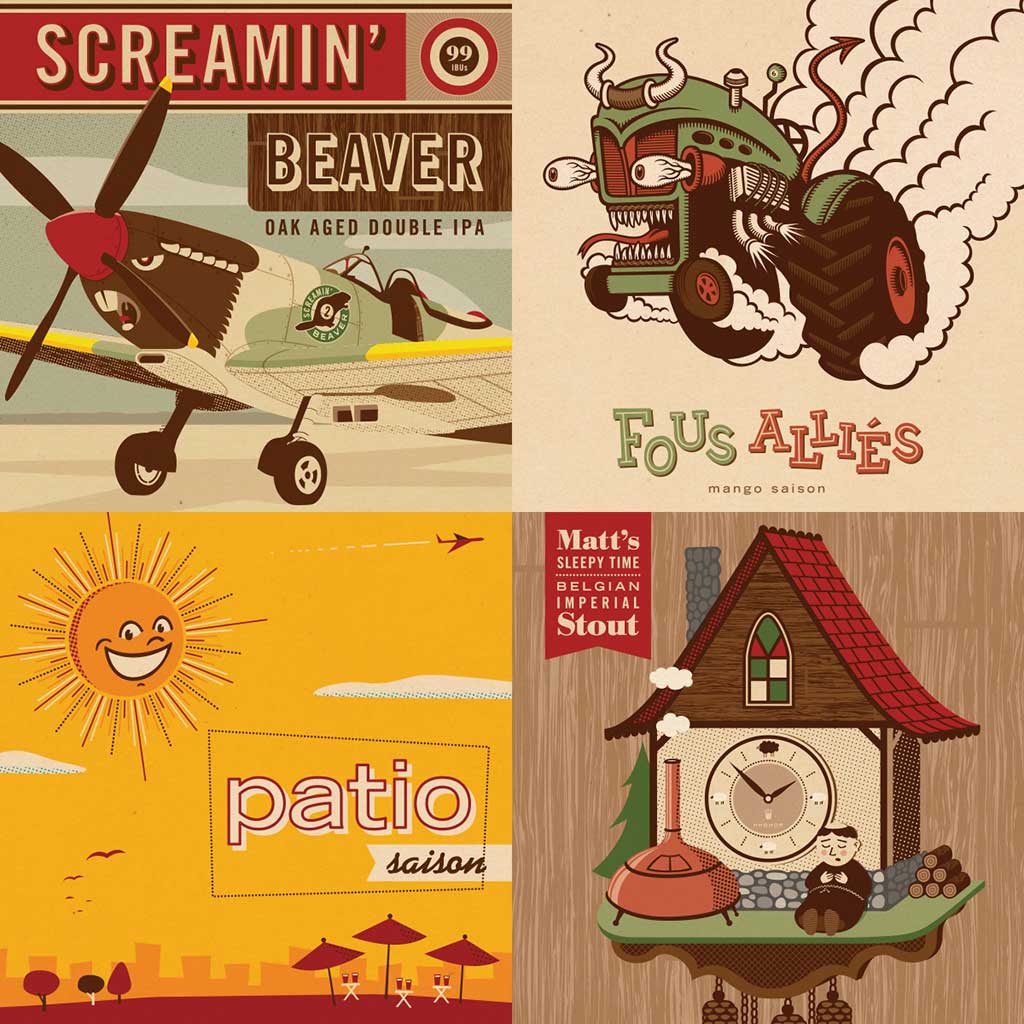 SCREAMIN'
99
IBUs
BEAVER
OAK AGED DOUBLE IPA
SCREAMIN'
2
BEAVER
FOUS ALLIÉS
mango saison
patio
saison
Matt's
SLEEPY TIME
BELGIAN
IMPERIAL
Stout